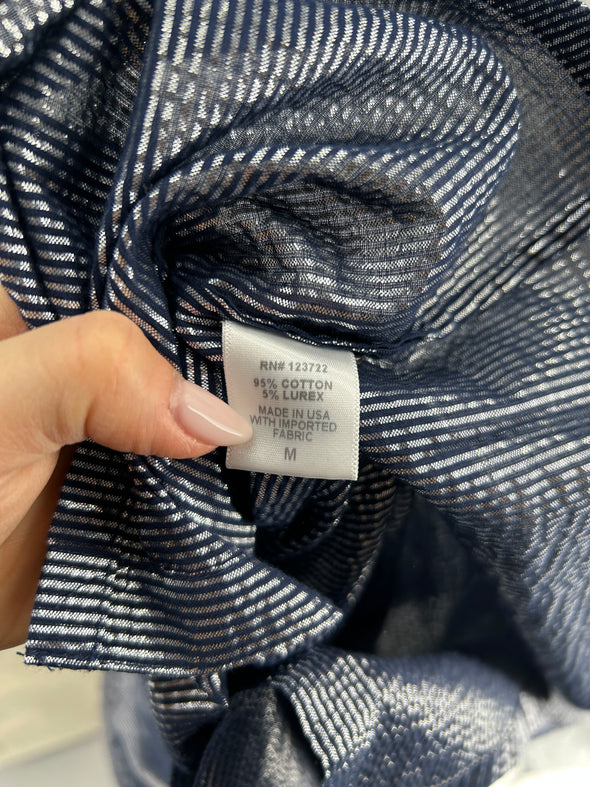 RN# 123722
95% COTTON
5% LUREX
MADE IN USA
WITH IMPORTED
FABRIC
M